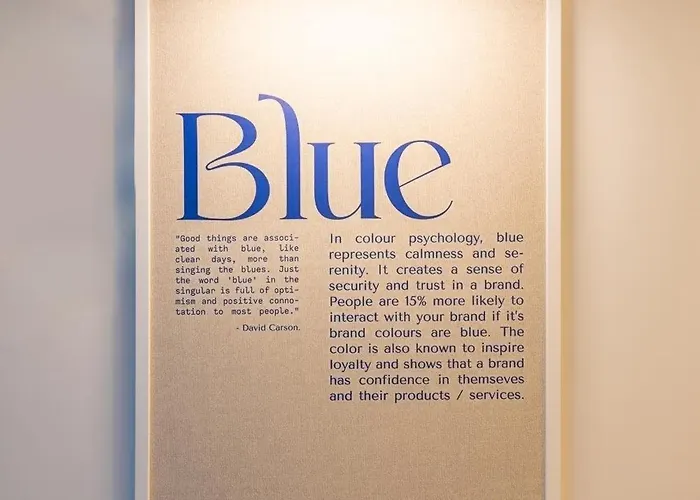 Blue
"Good things are associ-
ated with blue, like
clear days, more than
singing the blues. Just
the word 'blue' in the
singular is full of opti-
mism and positive conno-
tation to most people."
- David Carson.
In colour psychology, blue
represents calmness and se-
renity. It creates a sense of
security and trust in a brand.
People are 15% more likely to
interact with your brand if it's
brand colours are blue. The
color is also known to inspire
loyalty and shows that a brand
has confidence in themseves
and their products / services.